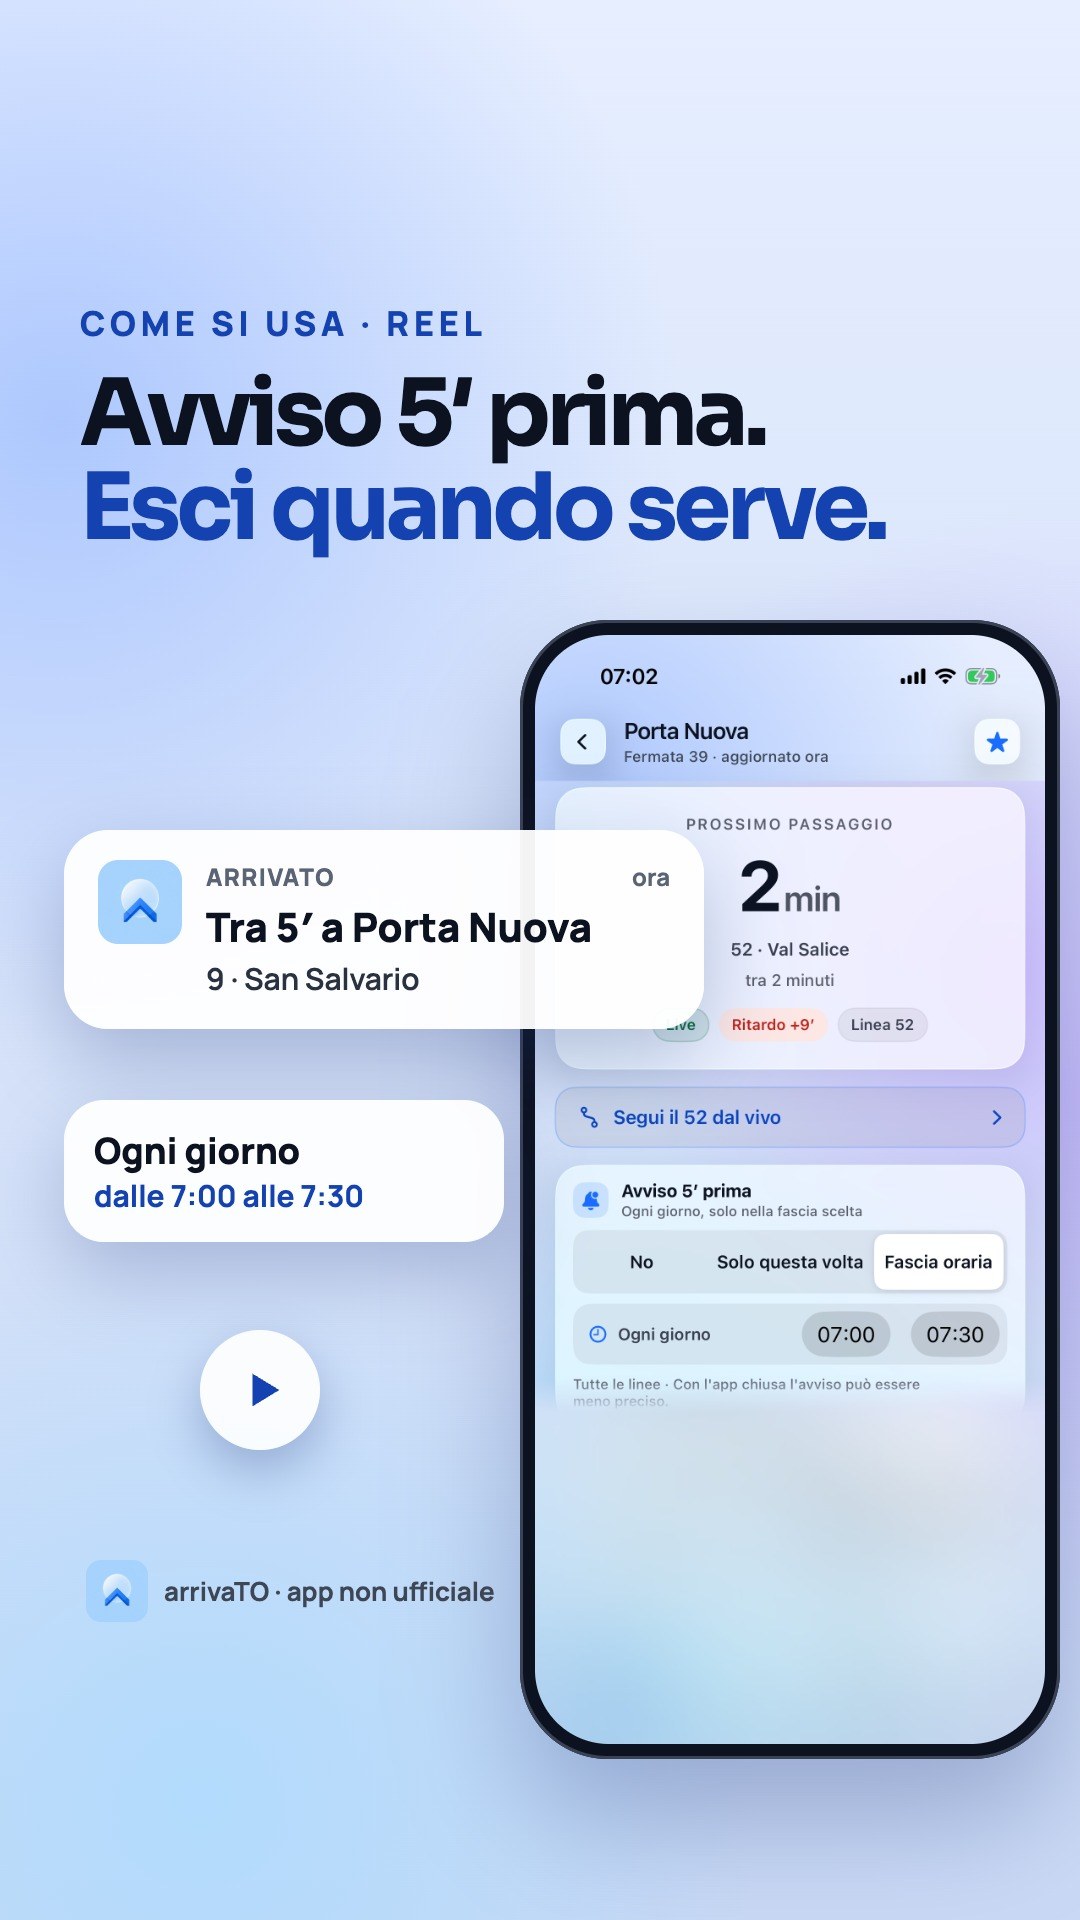 COME SI USA · REEL
Avviso 5′ prima.
Esci quando serve.
07:02
Porta Nuova
Fermata 39 · aggiornato ora
PROSSIMO PASSAGGIO
2 min
52 · Val Salice
tra 2 minuti
Live
Ritardo +9′
Linea 52
ARRIVATO
ora
Tra 5′ a Porta Nuova
9 · San Salvario
Ogni giorno
dalle 7:00 alle 7:30
Segui il 52 dal vivo
Avviso 5′ prima
Ogni giorno, solo nella fascia scelta
No
Solo questa volta
Fascia oraria
Ogni giorno
07:00
07:30
Tutte le linee · Con l'app chiusa l'avviso può essere
meno preciso.
arrivaTO · app non ufficiale